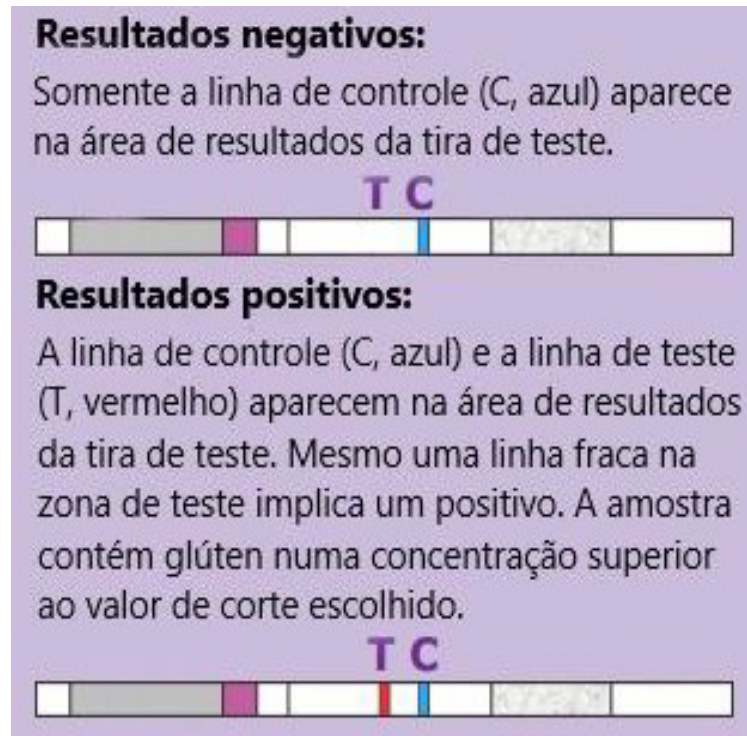 Resultados negativos:
Somente a linha de controle (C, azul) aparece
na área de resultados da tira de teste.
T C
Resultados positivos:
A linha de controle (C, azul) e a linha de teste
(T, vermelho) aparecem na área de resultados
da tira de teste. Mesmo uma linha fraca na
zona de teste implica um positivo. A amostra
contém glúten numa concentração superior
ao valor de corte escolhido.
T C